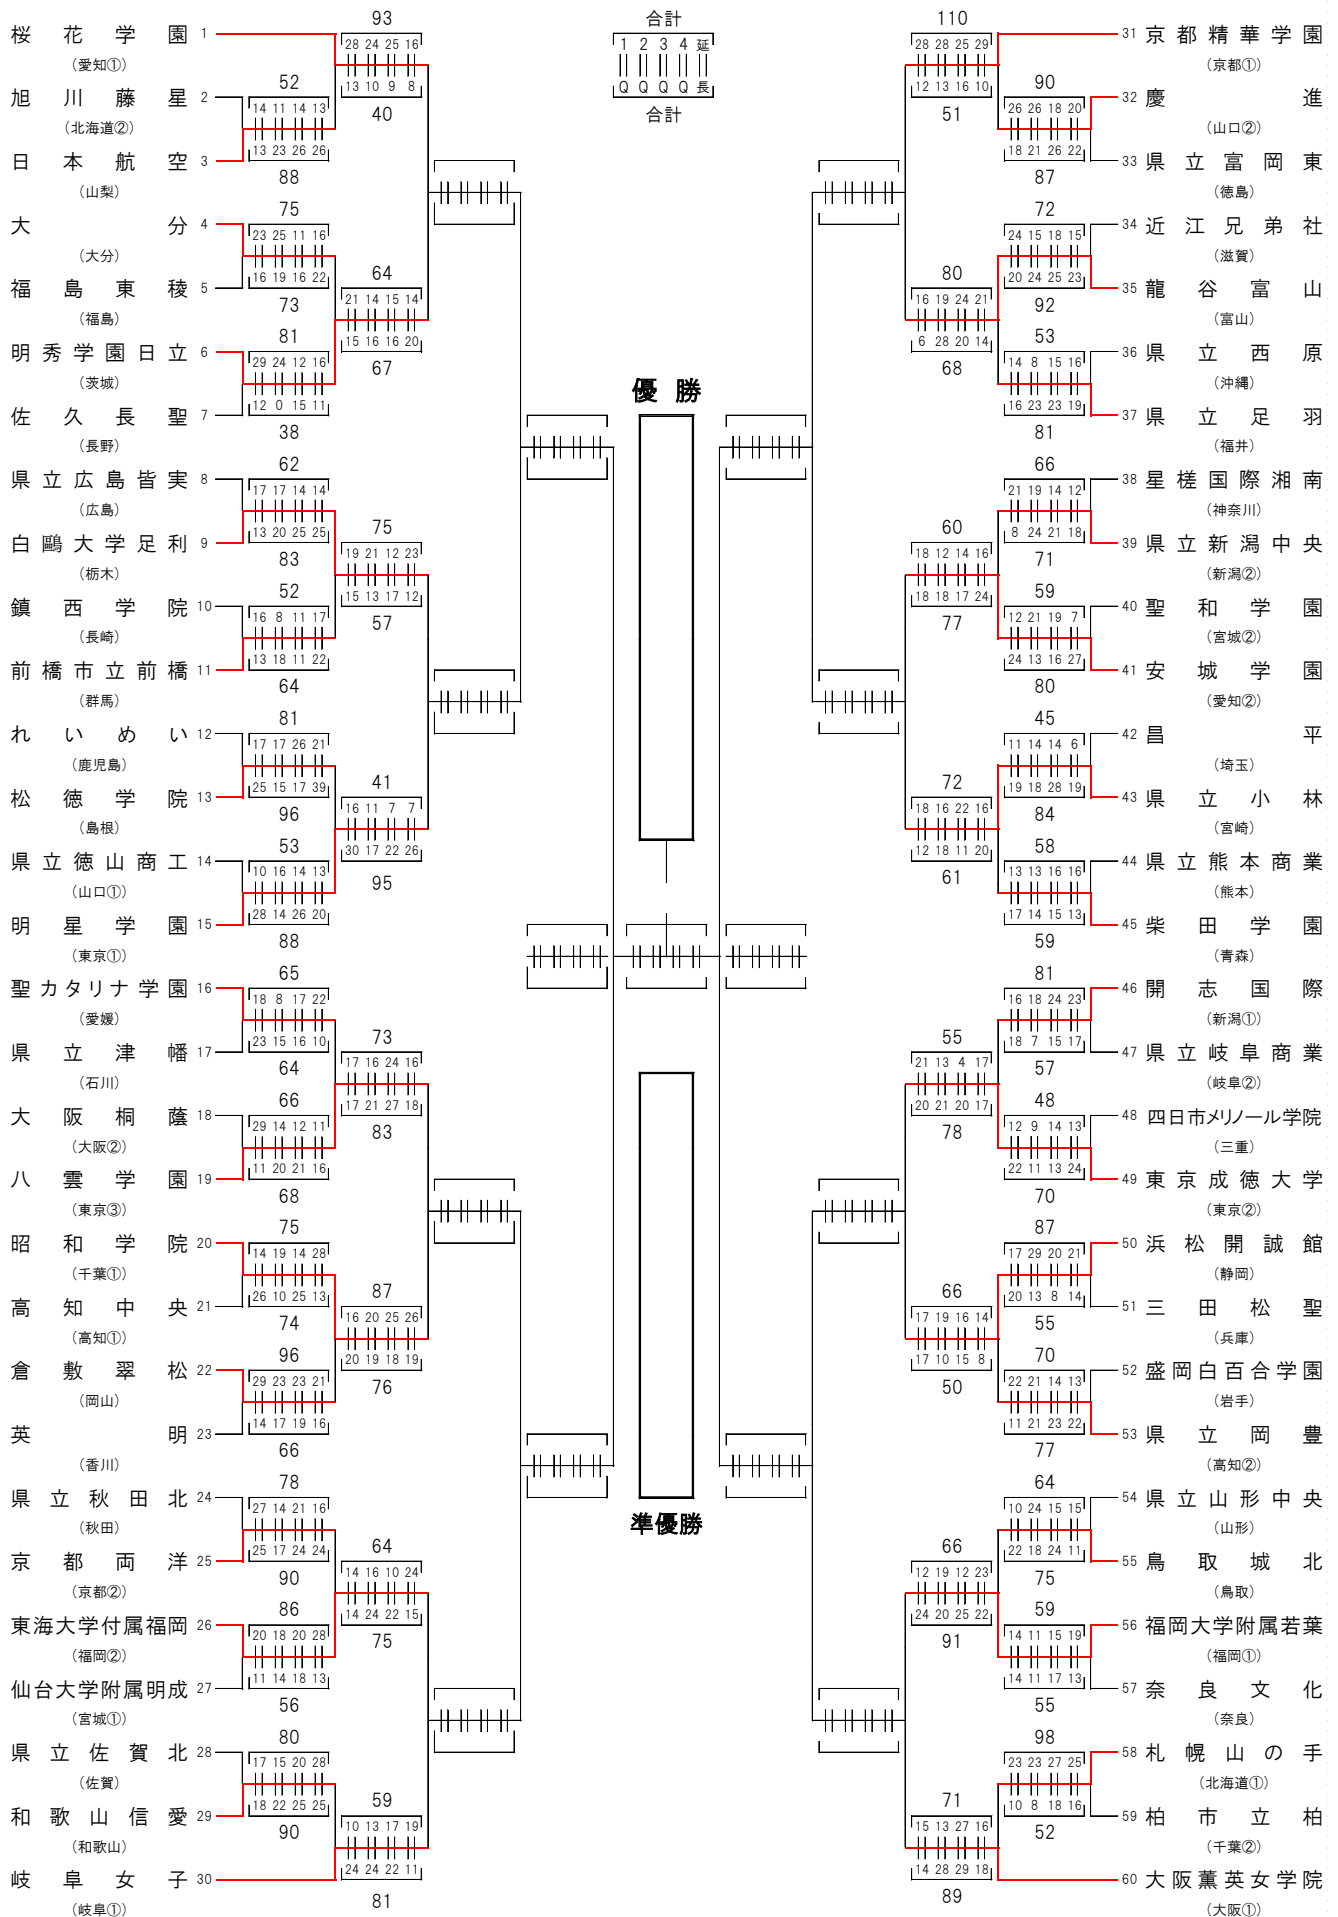 合計
1 2 3 4 延
Q Q Q Q 長
合計
優 勝
準優勝
桜花学園 1
(愛知①)
旭川藤星 2
(北海道②)
日本航空 3
(山梨)
大分 4
(大分)
福島東稜 5
(福島)
明秀学園日立 6
(茨城)
佐久長聖 7
(長野)
県立広島皆実 8
(広島)
白鷗大学足利 9
(栃木)
鎮西学院 10
(長崎)
前橋市立前橋 11
(群馬)
れいめい 12
(鹿児島)
松徳学院 13
(島根)
県立徳山商工 14
(山口①)
明星学園 15
(東京①)
聖カタリナ学園 16
(愛媛)
県立津幡 17
(石川)
大阪桐蔭 18
(大阪②)
八雲学園 19
(東京③)
昭和学院 20
(千葉①)
高知中央 21
(高知①)
倉敷翠松 22
(岡山)
英明 23
(香川)
県立秋田北 24
(秋田)
京都両洋 25
(京都②)
東海大学付属福岡 26
(福岡②)
仙台大学附属明成 27
(宮城①)
県立佐賀北 28
(佐賀)
和歌山信愛 29
(和歌山)
岐阜女子 30
(岐阜①)
52
14 11 14 13
13 23 26 26
88
75
23 25 11 16
16 19 16 22
73
81
29 24 12 16
12 0 15 11
38
62
17 17 14 14
13 20 25 25
83
52
16 8 11 17
13 18 11 22
64
81
17 17 26 21
25 15 17 39
96
53
10 16 14 13
28 14 26 20
88
65
18 8 17 22
23 15 16 10
64
66
29 14 12 11
11 20 21 16
68
75
14 19 14 28
26 10 25 13
74
96
29 23 23 21
14 17 19 16
66
78
27 14 21 16
25 17 24 24
90
86
20 18 20 28
11 14 18 13
56
80
17 15 20 28
18 22 25 25
90
93
28 24 25 16
13 10 9 8
40
64
21 14 15 14
15 16 16 20
67
75
19 21 12 23
15 13 17 12
57
41
16 11 7 7
30 17 22 26
95
73
17 16 24 16
17 21 27 18
83
87
16 20 25 26
20 19 18 19
76
64
14 16 10 24
14 24 22 15
75
59
10 13 17 19
24 24 22 11
81
110
28 28 25 29
12 13 16 10
51
80
16 19 24 21
6 28 20 14
68
60
18 12 14 16
18 18 17 24
77
72
18 16 22 16
12 18 11 20
61
55
21 13 4 17
20 21 20 17
78
66
17 19 16 14
17 10 15 8
50
66
12 19 12 23
24 20 25 22
91
71
15 13 27 16
14 28 29 18
89
90
26 26 18 20
18 21 26 22
87
72
24 15 18 15
20 24 25 23
92
53
14 8 15 16
16 23 23 19
81
66
21 19 14 12
8 24 21 18
71
59
12 21 19 7
24 13 16 27
80
45
11 14 14 6
19 18 28 19
84
58
13 13 16 16
17 14 15 13
59
81
16 18 24 23
18 7 15 17
57
48
12 9 14 13
22 11 13 24
70
87
17 29 20 21
20 13 8 14
55
70
22 21 14 13
11 21 23 22
77
64
10 24 15 15
22 18 24 11
75
59
14 11 15 19
14 11 17 13
55
98
23 23 27 25
10 8 18 16
52
31 京都精華学園
(京都①)
32 慶進
(山口②)
33 県立富岡東
(徳島)
34 近江兄弟社
(滋賀)
35 龍谷富山
(富山)
36 県立西原
(沖縄)
37 県立足羽
(福井)
38 星槎国際湘南
(神奈川)
39 県立新潟中央
(新潟②)
40 聖和学園
(宮城②)
41 安城学園
(愛知②)
42 昌平
(埼玉)
43 県立小林
(宮崎)
44 県立熊本商業
(熊本)
45 柴田学園
(青森)
46 開志国際
(新潟①)
47 県立岐阜商業
(岐阜②)
48 四日市メリノール学院
(三重)
49 東京成徳大学
(東京②)
50 浜松開誠館
(静岡)
51 三田松聖
(兵庫)
52 盛岡白百合学園
(岩手)
53 県立岡豊
(高知②)
54 県立山形中央
(山形)
55 鳥取城北
(鳥取)
56 福岡大学附属若葉
(福岡①)
57 奈良文化
(奈良)
58 札幌山の手
(北海道①)
59 柏市立柏
(千葉②)
60 大阪薫英女学院
(大阪①)